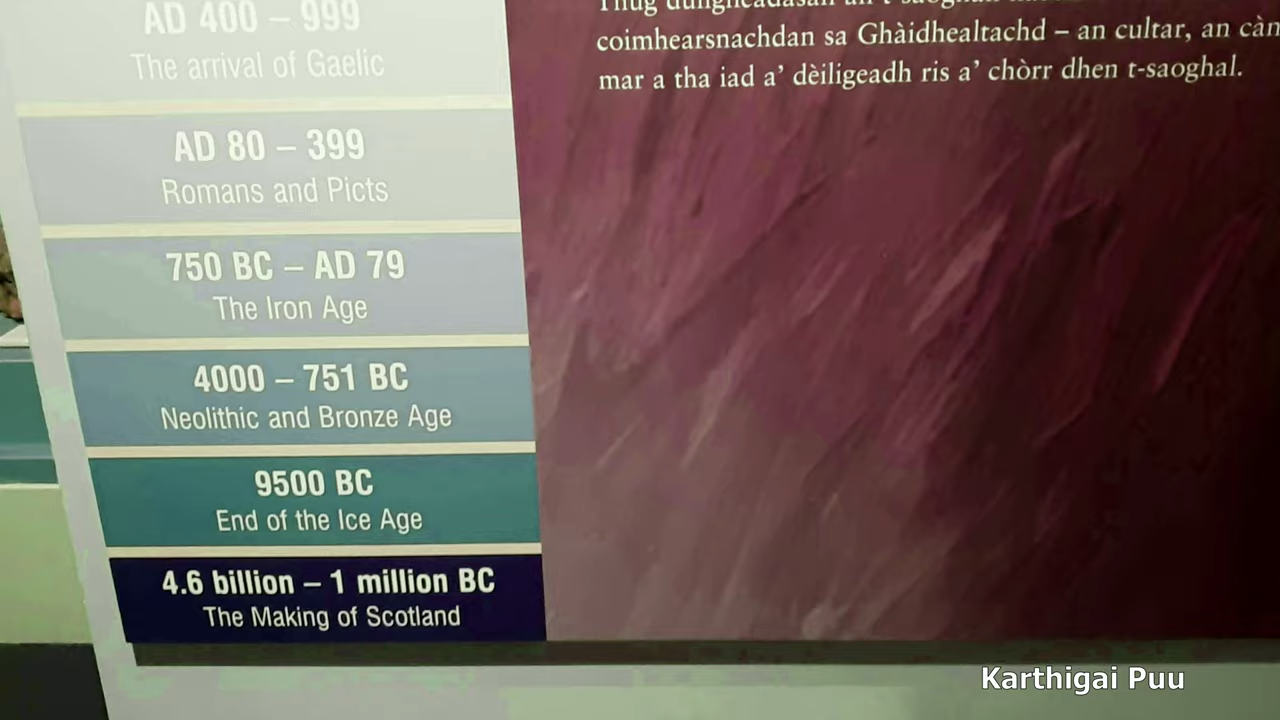 AD 400 – 999
The arrival of Gaelic
AD 80 – 399
Romans and Picts
750 BC – AD 79
The Iron Age
4000 – 751 BC
Neolithic and Bronze Age
9500 BC
End of the Ice Age
4.6 billion – 1 million BC
The Making of Scotland
coimhearsnachdan sa Ghàidhealtachd – an cultar, an
mar a tha iad a’ dèiligeadh ris a’ chòrr dhen t-saoghal.
Karthigai Puu